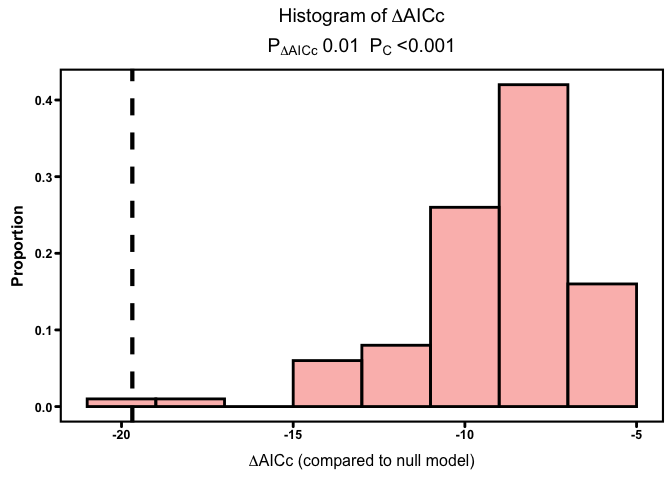 Histogram of ΔAICc
PΔAICc 0.01 PC <0.001
0.4
0.3
0.2
0.1
0.0
Proportion
-20 -15 -10 -5
ΔAICc (compared to null model)